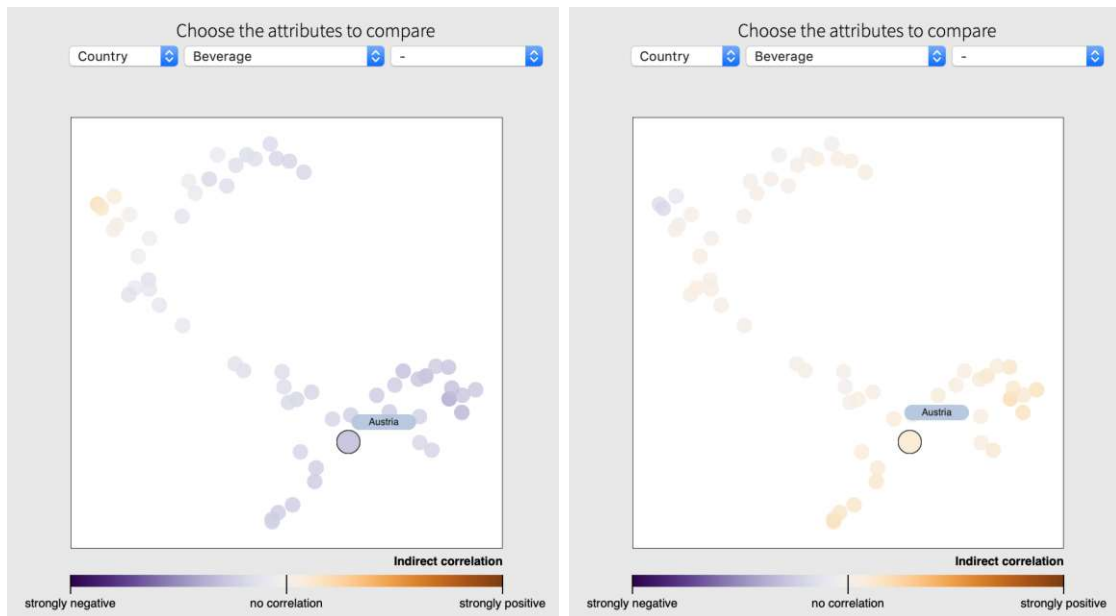 Choose the attributes to compare
Country Beverage -
Austria
Indirect correlation
strongly negative no correlation strongly positive
Choose the attributes to compare
Country Beverage -
Austria
Indirect correlation
strongly negative no correlation strongly positive